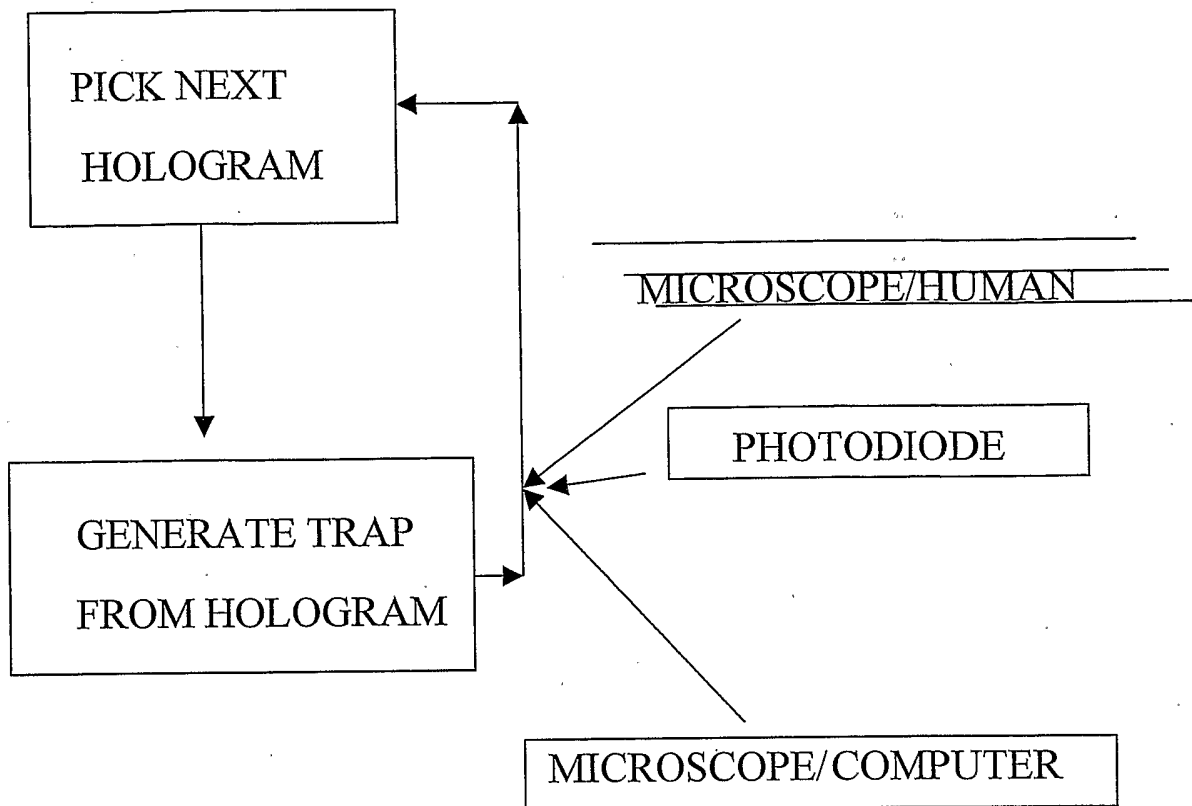 PICK NEXT
HOLOGRAM
MICROSCOPE/HUMAN
PHOTODIODE
GENERATE TRAP
FROM HOLOGRAM
MICROSCOPE/COMPUTER